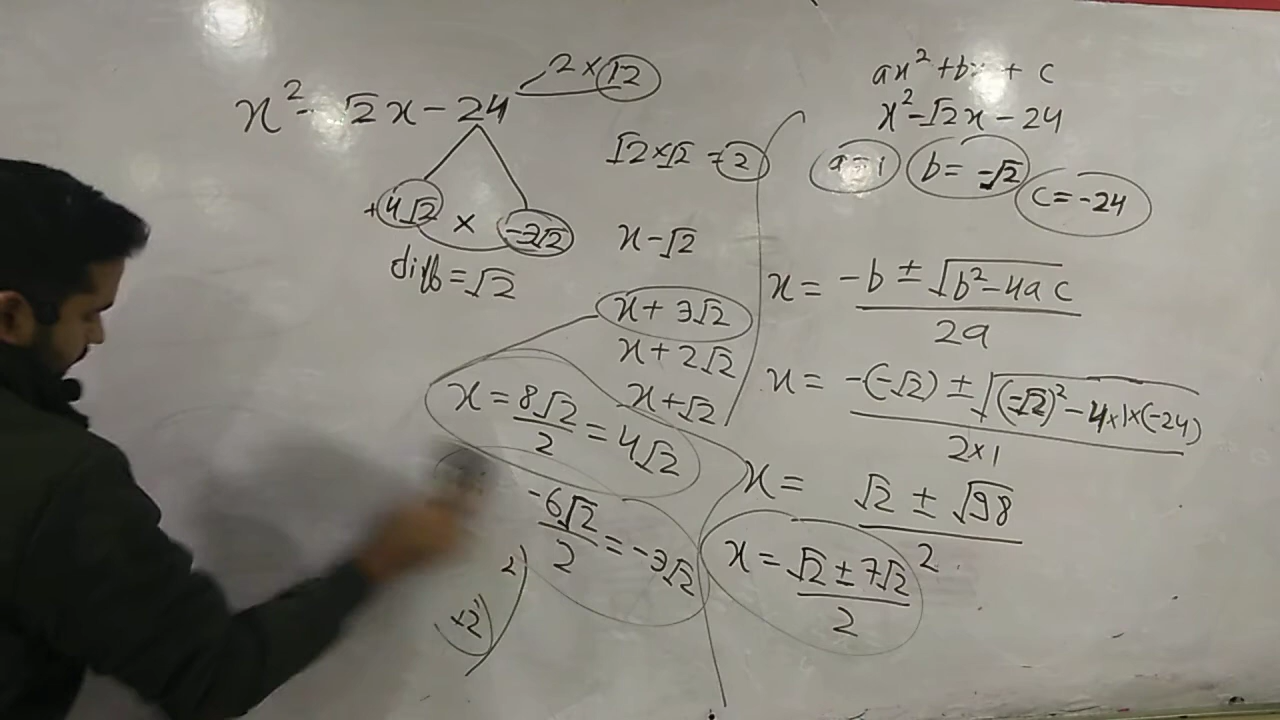 x² - √2x - 24
2 × 12
√2 × √2 = 2
+4√2 × -3√2
diff = √2
x - √2
x + 3√2
x + 2√2
x + √2
x = 8√2/2 = 4√2
-6√2/2 = -3√2
2)
+2
ax² + bx + c
x² - √2x - 24
a = 1 b = -√2
c = -24
x = -b ± √b² - 4ac
2a
x = -(-√2) ± √(-√2)² - 4×1×(-24)
2×1
x = √2 ± √98
2
x = √2 ± 7√2
2